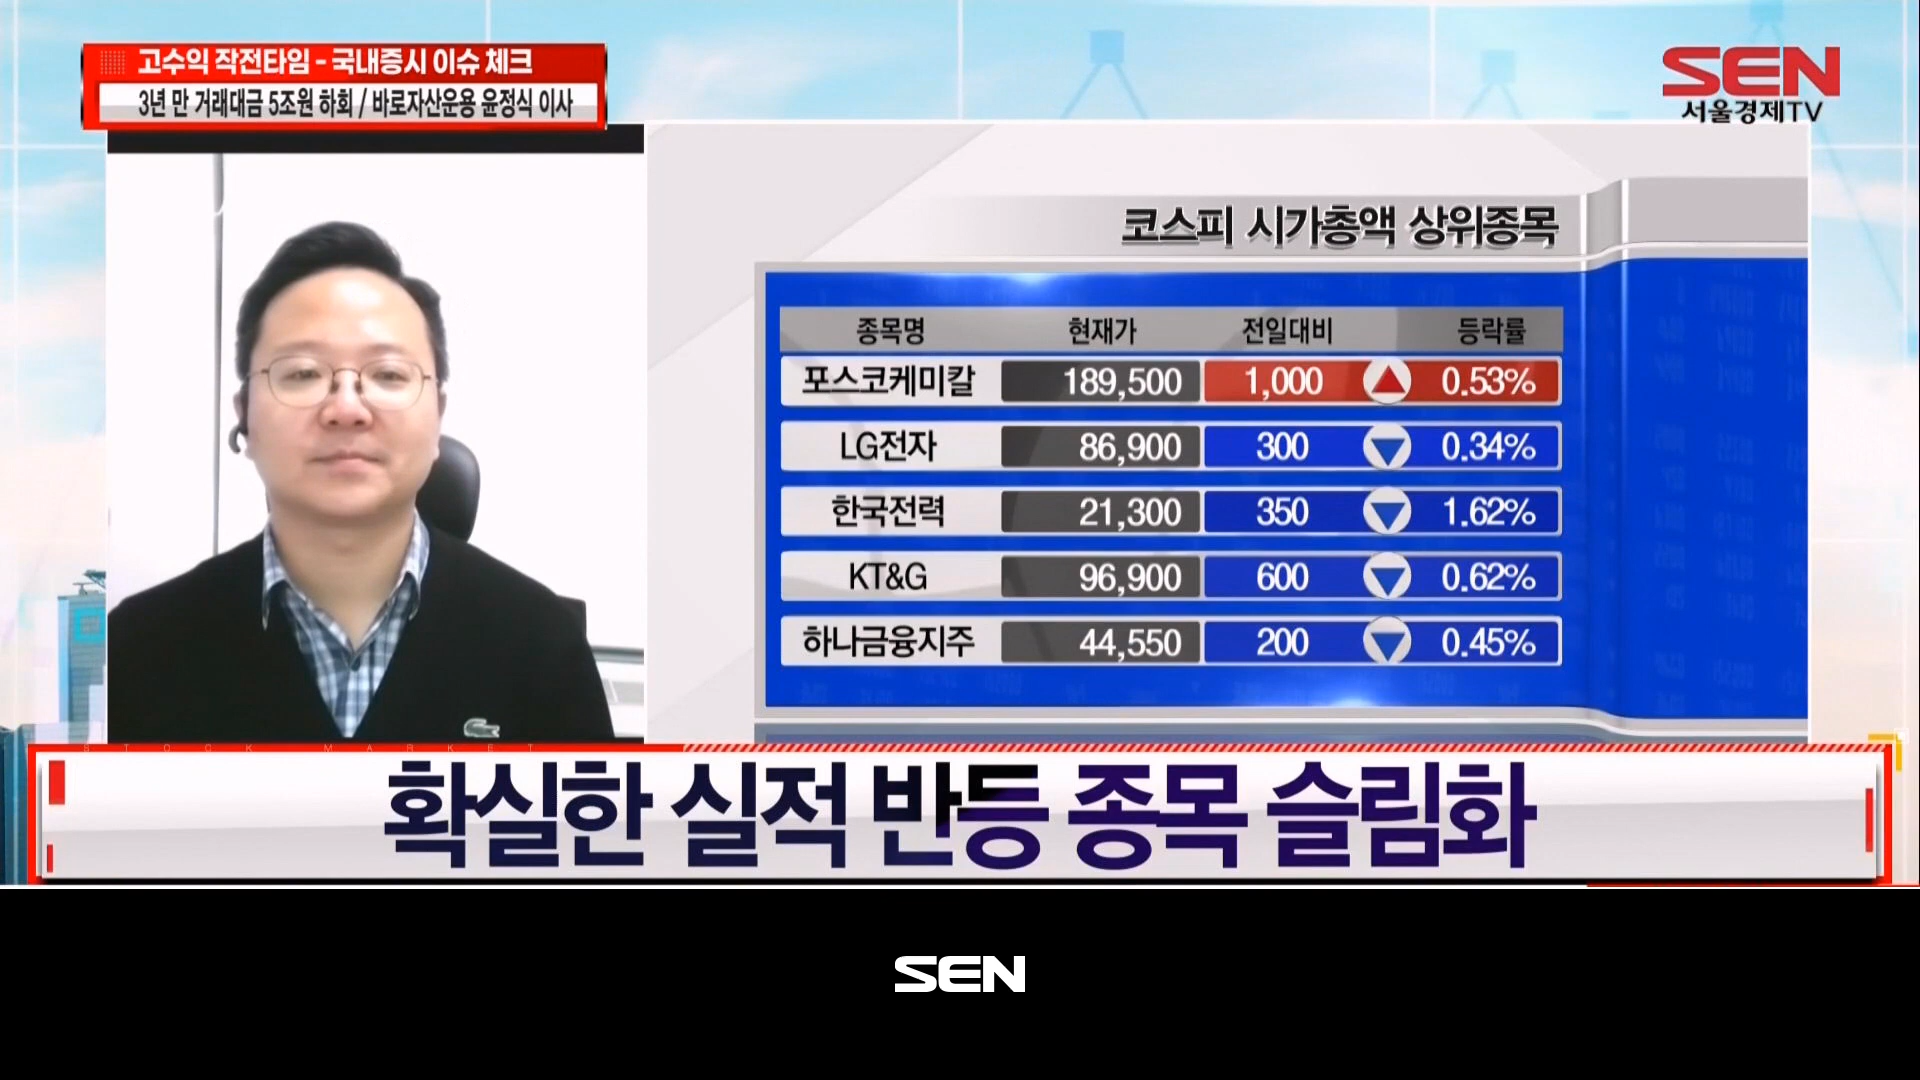 고수익 작전타임 - 국내증시 이슈 체크
3년 만 거래대금 5조원 하회 / 바로자산운용 윤정식 이사
SEN
서울경제TV
코스피 시가총액 상위종목
종목명 현재가 전일대비 등락률
포스코케미칼 189,500 1,000 ▲ 0.53%
LG전자 86,900 300 ▼ 0.34%
한국전력 21,300 350 ▼ 1.62%
KT&G 96,900 600 ▼ 0.62%
하나금융지주 44,550 200 ▼ 0.45%
STOCK MARKET
확실한 실적 반등 종목 슬림화
SEN